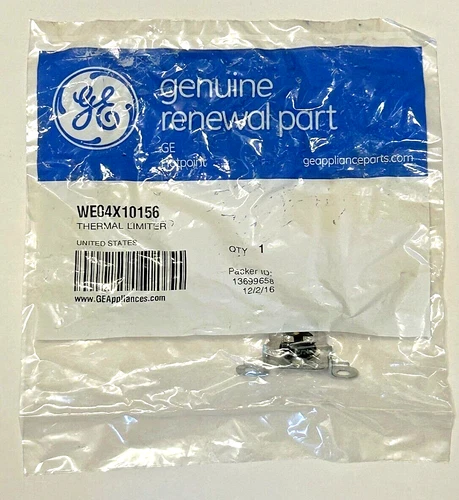 GE
genuine
renewal part
GE
hotpoint
geapplianceparts.com
WE04X10156
THERMAL LIMITER
UNITED STATES
QTY 1
Packer ID:
13699658
12/2/16
www.GEAppliances.com